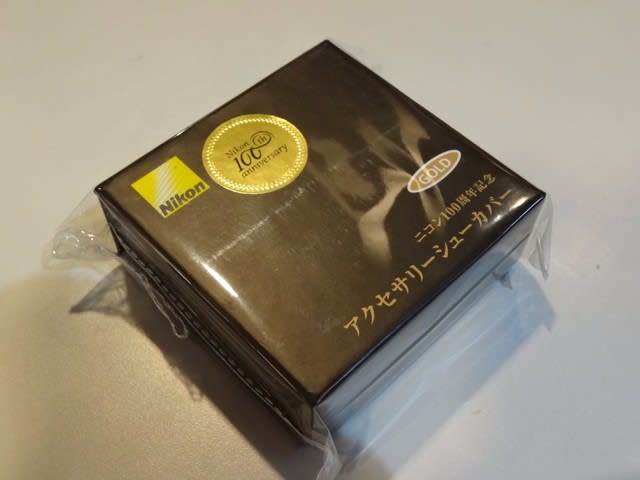 Nikon
Nikon
100th
anniversary
GOLD
ニコン100周年記念
アクセサリーシューカバー